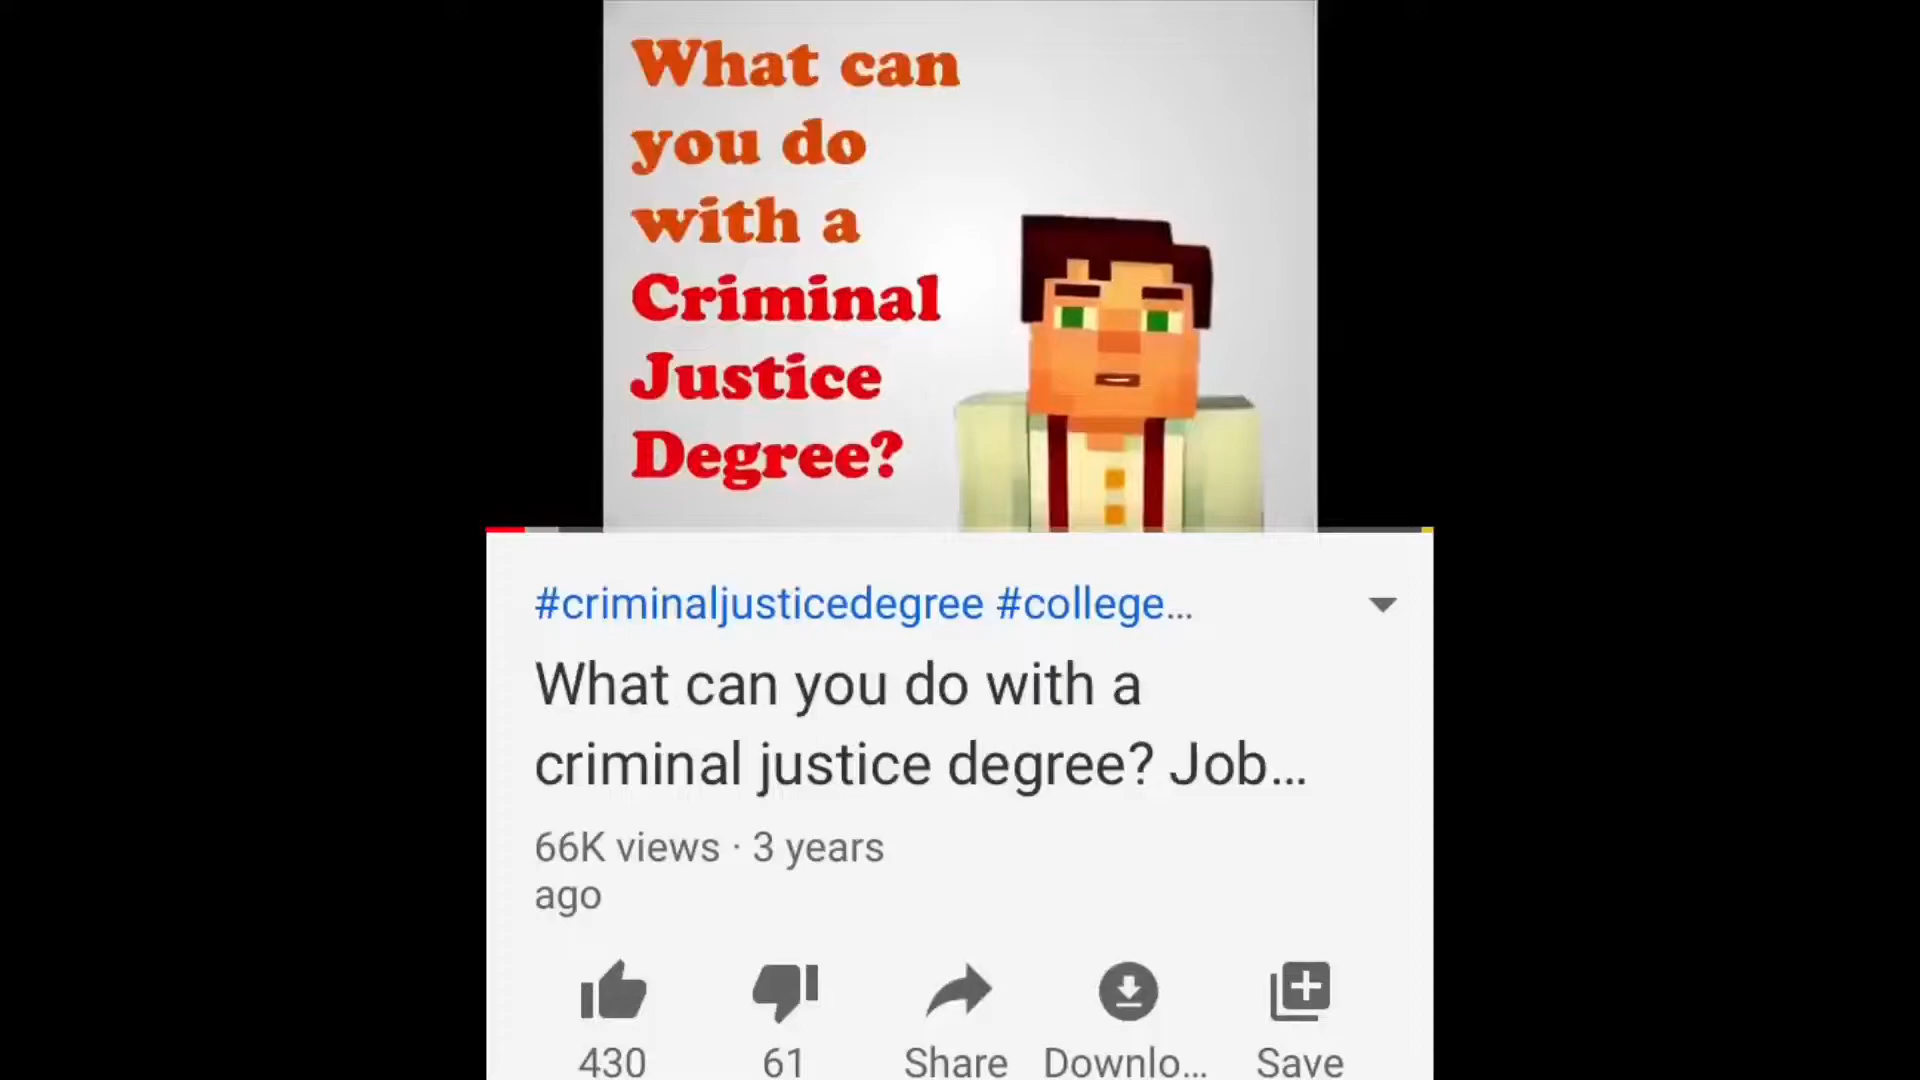 What can
you do
with a
Criminal
Justice
Degree?
#criminaljusticedegree #college...
What can you do with a
criminal justice degree? Job...
66K views · 3 years
ago
430 61 Share Downlo... Save